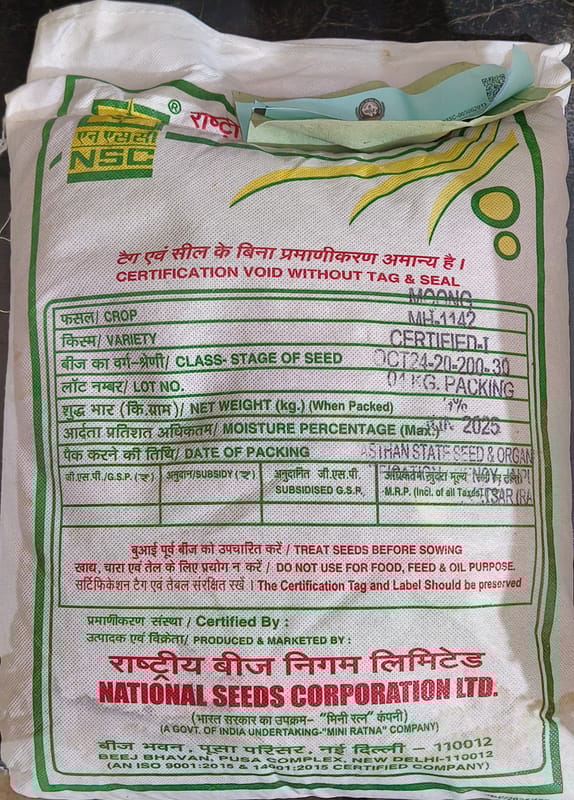 एन एस सी
NSC
® राष्ट्री
टैग एवं सील के बिना प्रमाणीकरण अमान्य है।
CERTIFICATION VOID WITHOUT TAG & SEAL
MOONG
फसल/ CROP
MH-1142
किस्म/ VARIETY
CERTIFIED-I
बीज का वर्ग-श्रेणी/ CLASS- STAGE OF SEED
OCT24-20-200-30
लॉट नम्बर/ LOT NO.
01 KG. PACKING
शुद्ध भार (कि.ग्राम)/ NET WEIGHT (kg.) (When Packed)
आर्दता प्रतिशत अधिकतम/ MOISTURE PERCENTAGE (Max.)
2025
पैक करने की तिथि/ DATE OF PACKING
ASTHAN STATE SEED & ORGAN
जी.एस.पी./G.S.P. (₹)
अनुदान/SUBSIDY (₹)
अनुदानित जी.एस.पी.
SUBSIDISED G.S.P.
M.R.P. (Incl. of all Taxes)
बुआई पूर्व बीज को उपचारित करें / TREAT SEEDS BEFORE SOWING
खाद्य, चारा एवं तेल के लिए प्रयोग न करें / DO NOT USE FOR FOOD, FEED & OIL PURPOSE.
सर्टिफिकेशन टैग एवं लेबल संरक्षित रखें । The Certification Tag and Label Should be preserved
प्रमाणीकरण संस्था / Certified By :
उत्पादक एवं विक्रेता/ PRODUCED & MARKETED BY :
राष्ट्रीय बीज निगम लिमिटेड
NATIONAL SEEDS CORPORATION LTD.
(भारत सरकार का उपक्रम- "मिनी रत्न" कंपनी)
(A GOVT. OF INDIA UNDERTAKING-"MINI RATNA" COMPANY)
बीज भवन, पूसा परिसर, नई दिल्ली - 110012
BEEJ BHAVAN, PUSA COMPLEX, NEW DELHI-110012
(AN ISO 9001:2015 & 14001:2015 CERTIFIED COMPANY)